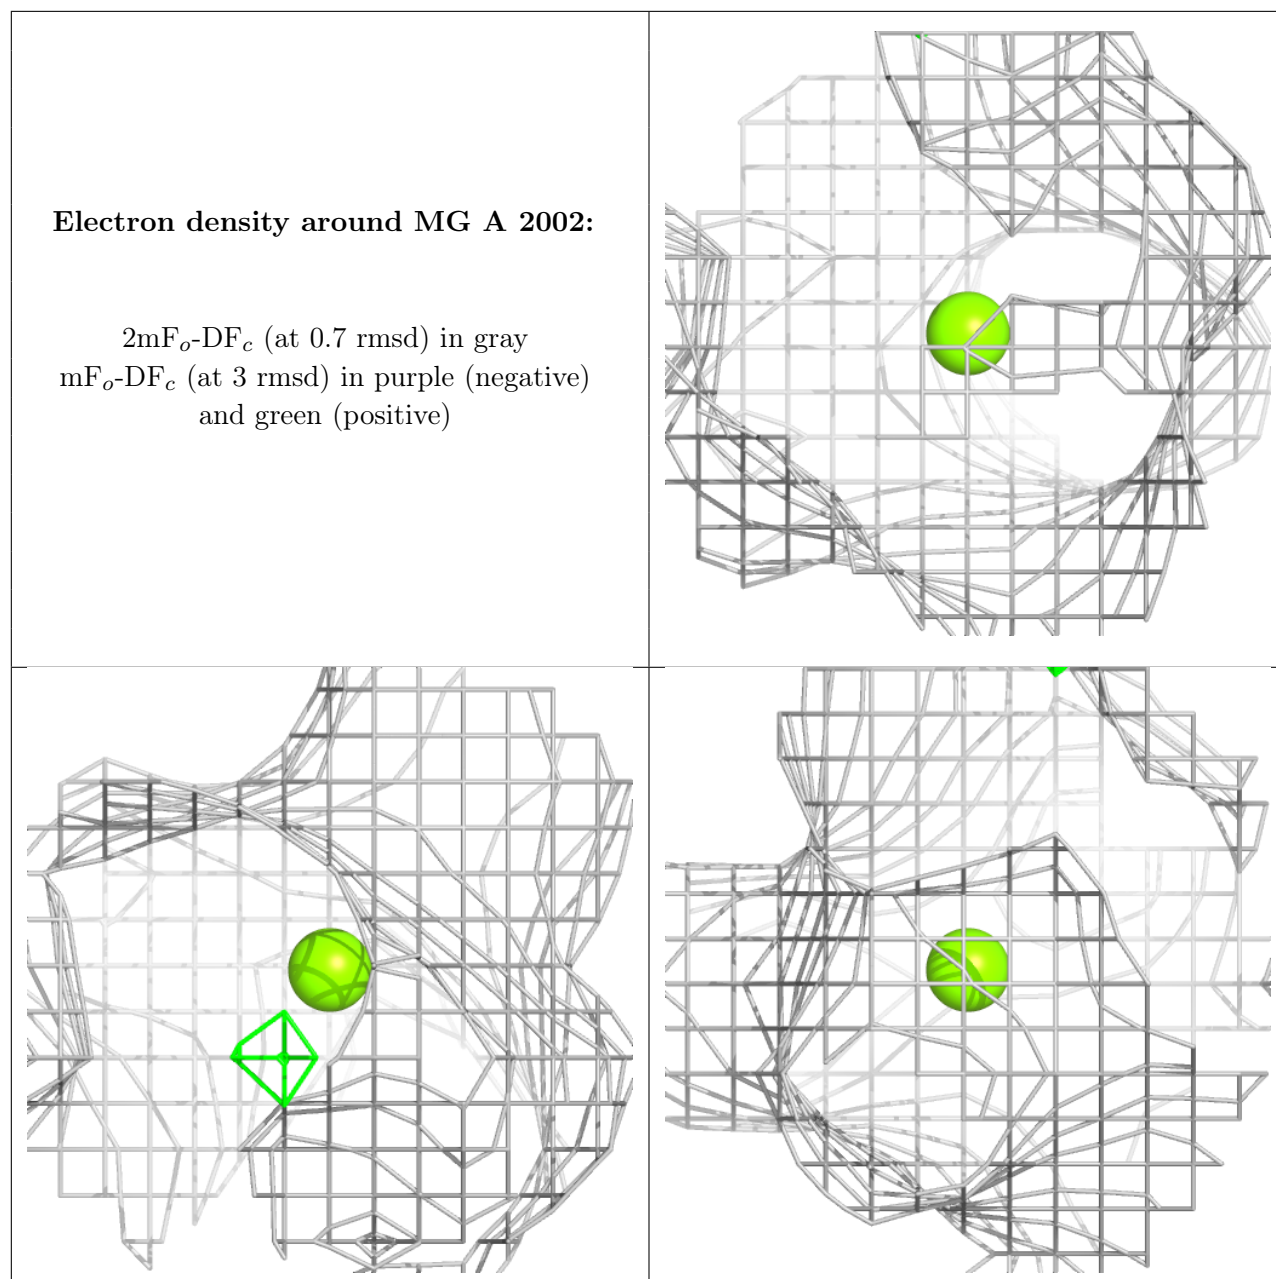 Electron density around MG A 2002:
2mFo-DFc (at 0.7 rmsd) in gray
mFo-DFc (at 3 rmsd) in purple (negative)
and green (positive)